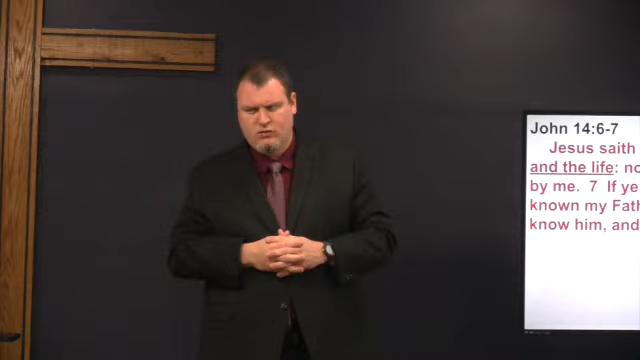 John 14:6-7
Jesus saith
and the life: no
by me. 7 If ye
known my Fath
know him, and